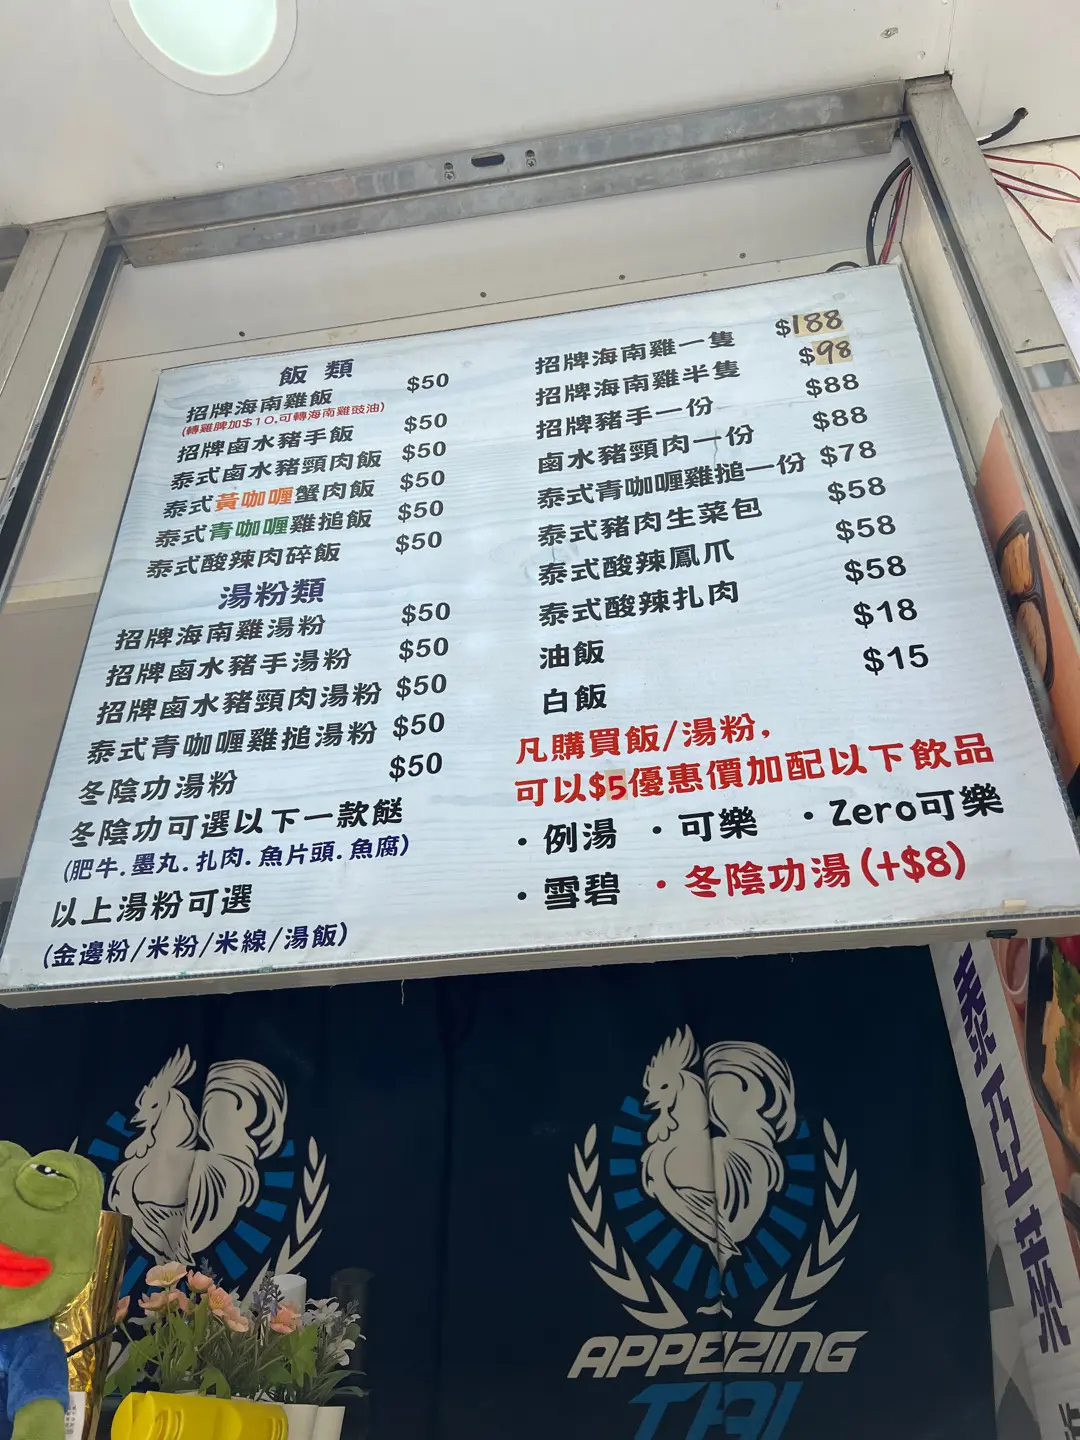 飯 類
招牌海南雞飯 $50
(轉雞脾加$10,可轉海南雞豉油)
招牌鹵水豬手飯 $50
泰式鹵水豬頸肉飯 $50
泰式黃咖喱蟹肉飯 $50
泰式青咖喱雞搥飯 $50
泰式酸辣肉碎飯 $50
湯粉類
招牌海南雞湯粉 $50
招牌鹵水豬手湯粉 $50
招牌鹵水豬頸肉湯粉 $50
泰式青咖喱雞搥湯粉 $50
冬陰功湯粉 $50
冬陰功可選以下一款餸
(肥牛.墨丸.扎肉.魚片頭.魚腐)
以上湯粉可選
(金邊粉/米粉/米線/湯飯)
招牌海南雞一隻 $188
招牌海南雞半隻 $98
招牌豬手一份 $88
鹵水豬頸肉一份 $88
泰式青咖喱雞搥一份 $78
泰式豬肉生菜包 $58
泰式酸辣鳳爪 $58
泰式酸辣扎肉 $58
油飯 $18
白飯 $15
凡購買飯/湯粉,
可以$5優惠價加配以下飲品
·例湯 ·可樂 ·Zero可樂
·雪碧 ·冬陰功湯(+$8)
APPEIZING
TAI
泰亞萊